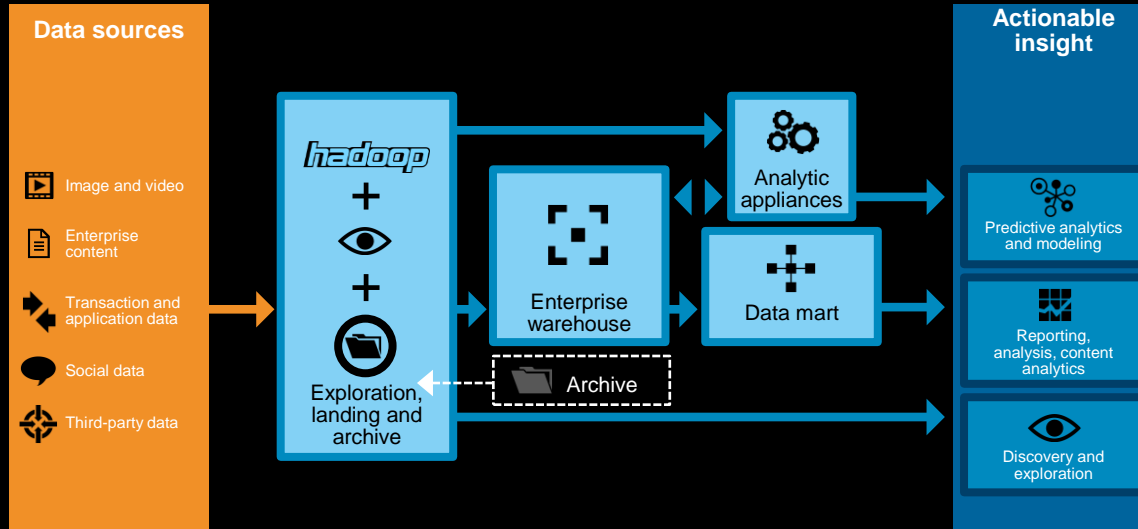 Data sources
Image and video
Enterprise
content
Transaction and
application data
Social data
Third-party data
hadoop
+
+
Exploration,
landing and
archive
Enterprise
warehouse
Archive
Analytic
appliances
Data mart
Actionable
insight
Predictive analytics
and modeling
Reporting,
analysis, content
analytics
Discovery and
exploration